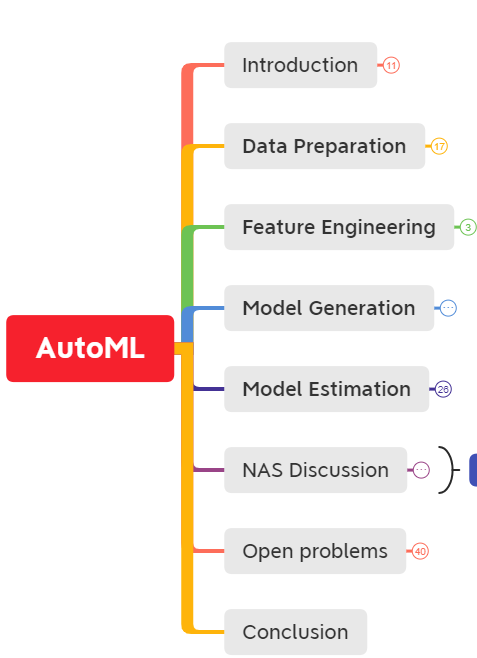 Introduction
11
Data Preparation
17
Feature Engineering
3
Model Generation
...
AutoML
Model Estimation
26
NAS Discussion
...
Open problems
40
Conclusion